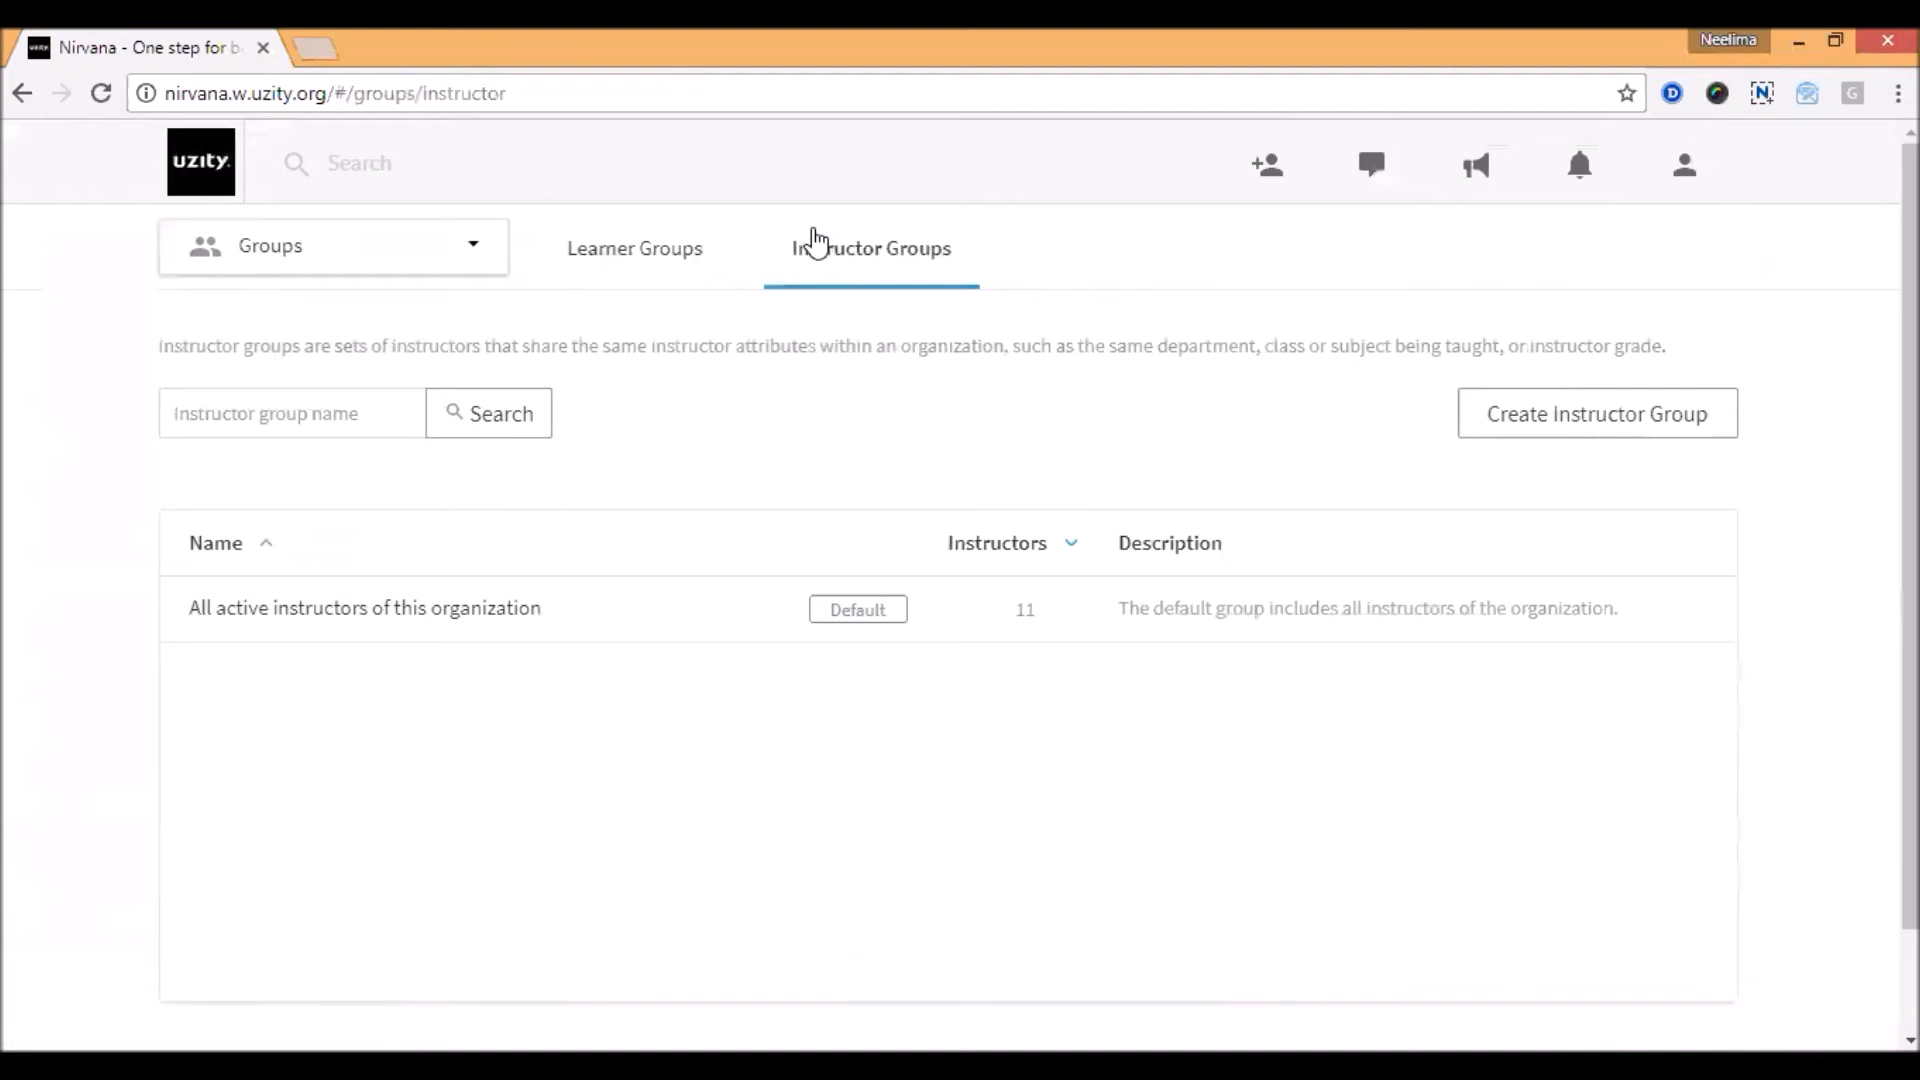 Nirvana - One step for b
Neelima
nirvana.w.uzity.org/#/groups/instructor
D
N
G
uzity.
Search
Groups
Learner Groups
Instructor Groups
Instructor groups are sets of instructors that share the same instructor attributes within an organization, such as the same department, class or subject being taught, or instructor grade.
Instructor group name
Search
Create Instructor Group
Name
Instructors
Description
All active instructors of this organization
Default
11
The default group includes all instructors of the organization.